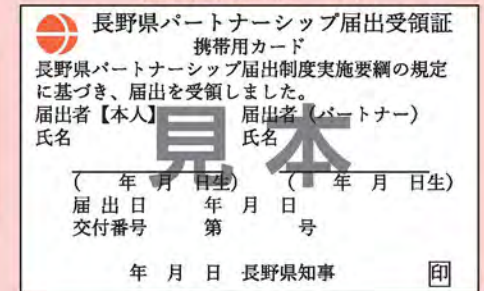 長野県パートナーシップ届出受領証
携帯用カード
長野県パートナーシップ届出制度実施要綱の規定
に基づき、届出を受領しました。
届出者【本人】 届出者（パートナー）
氏名 氏名
見本
（ 年 月 日生） （ 年 月 日生）
届 出 日 年 月 日
交付番号 第 号
年 月 日 長野県知事 印